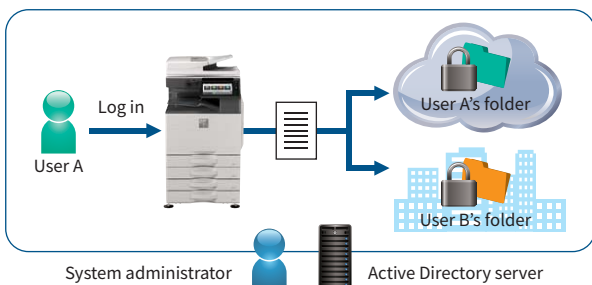 Log in
User A
User A's folder
User B's folder
System administrator
Active Directory server